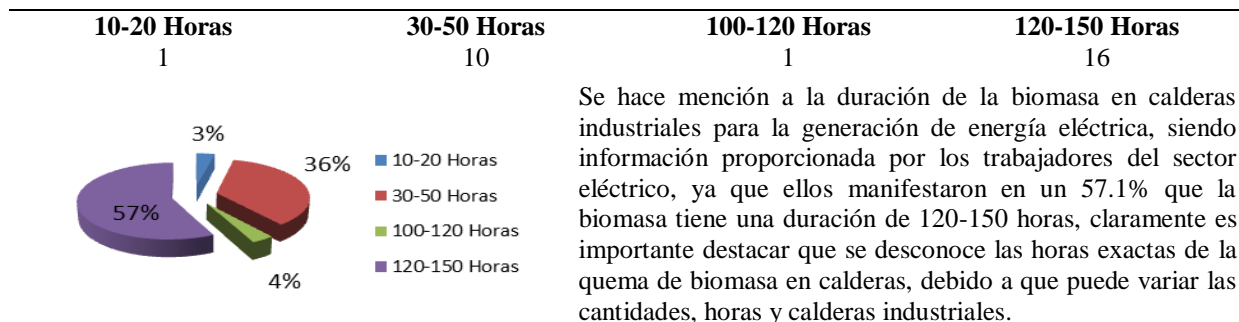 10-20 Horas 30-50 Horas 100-120 Horas 120-150 Horas
1 10 1 16
3%
36%
57%
4%
10-20 Horas
30-50 Horas
100-120 Horas
120-150 Horas
Se hace mención a la duración de la biomasa en calderas
industriales para la generación de energía eléctrica, siendo
información proporcionada por los trabajadores del sector
eléctrico, ya que ellos manifestaron en un 57.1% que la
biomasa tiene una duración de 120-150 horas, claramente es
importante destacar que se desconoce las horas exactas de la
quema de biomasa en calderas, debido a que puede variar las
cantidades, horas y calderas industriales.